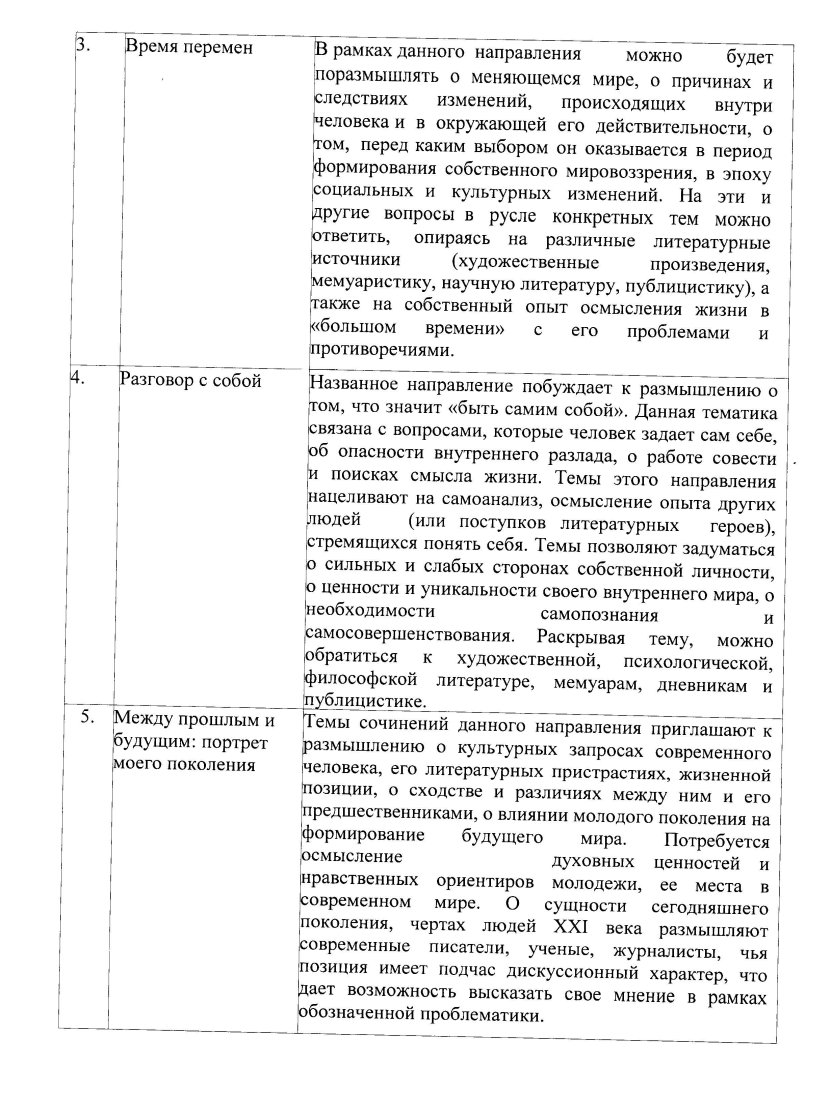 3.
Время перемен
В рамках данного направления можно будет
поразмышлять о меняющемся мире, о причинах и
следствиях изменений, происходящих внутри
человека и в окружающей его действительности, о
том, перед каким выбором он оказывается в период
формирования собственного мировоззрения, в эпоху
социальных и культурных изменений. На эти и
другие вопросы в русле конкретных тем можно
ответить, опираясь на различные литературные
источники (художественные произведения,
мемуаристику, научную литературу, публицистику), а
также на собственный опыт осмысления жизни в
«большом времени» с его проблемами и
противоречиями.
4.
Разговор с собой
Названное направление побуждает к размышлению о
том, что значит «быть самим собой». Данная тематика
связана с вопросами, которые человек задает сам себе,
об опасности внутреннего разлада, о работе совести
и поисках смысла жизни. Темы этого направления
нацеливают на самоанализ, осмысление опыта других
людей (или поступков литературных героев),
стремящихся понять себя. Темы позволяют задуматься
о сильных и слабых сторонах собственной личности,
о ценности и уникальности своего внутреннего мира, о
необходимости самопознания и
самосовершенствования. Раскрывая тему, можно
обратиться к художественной, психологической,
философской литературе, мемуарам, дневникам и
публицистике.
5.
Между прошлым и
будущим: портрет
моего поколения
Темы сочинений данного направления приглашают к
размышлению о культурных запросах современного
человека, его литературных пристрастиях, жизненной
позиции, о сходстве и различиях между ним и его
предшественниками, о влиянии молодого поколения на
формирование будущего мира. Потребуется
осмысление духовных ценностей и
нравственных ориентиров молодежи, ее места в
современном мире. О сущности сегодняшнего
поколения, чертах людей XXI века размышляют
современные писатели, ученые, журналисты, чья
позиция имеет подчас дискуссионный характер, что
дает возможность высказать свое мнение в рамках
обозначенной проблематики.